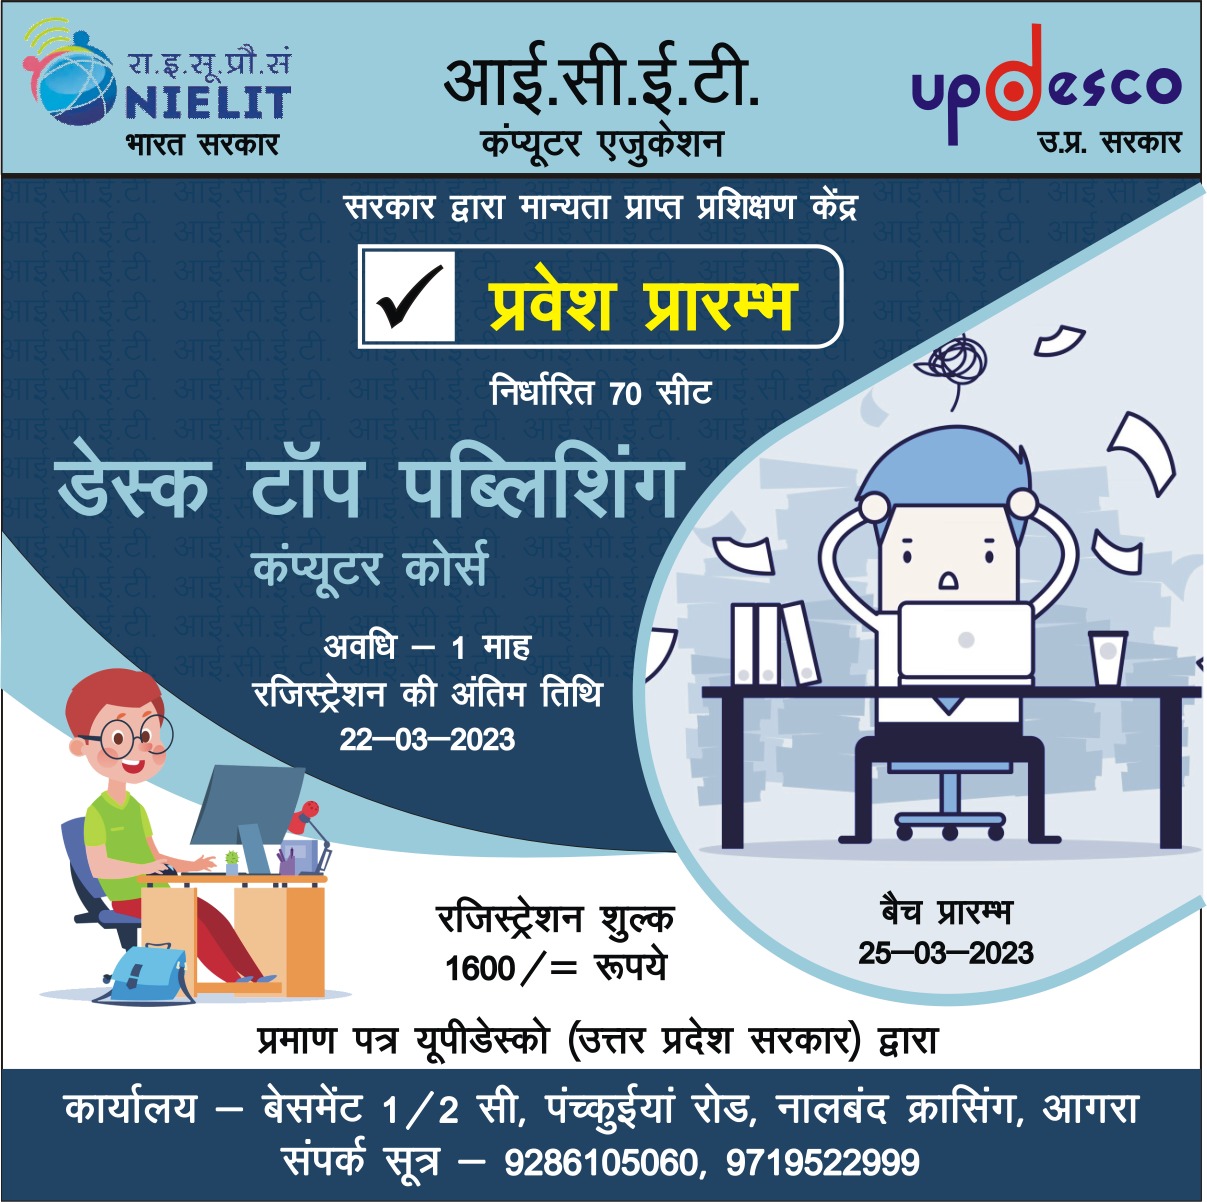 रा.इ.सू.प्रौ.सं
NIELIT
भारत सरकार
आई.सी.ई.टी.
कंप्यूटर एजुकेशन
updesco
उ.प्र. सरकार
सरकार द्वारा मान्यता प्राप्त प्रशिक्षण केंद्र
प्रवेश प्रारम्भ
निर्धारित 70 सीट
डेस्क टॉप पब्लिशिंग
कंप्यूटर कोर्स
अवधि – 1 माह
रजिस्ट्रेशन की अंतिम तिथि
22–03–2023
रजिस्ट्रेशन शुल्क
1600/= रूपये
बैच प्रारम्भ
25–03–2023
प्रमाण पत्र यूपीडेस्को (उत्तर प्रदेश सरकार) द्वारा
कार्यालय – बेसमेंट 1/2 सी, पंच्कुईयां रोड, नालबंद क्रासिंग, आगरा
संपर्क सूत्र – 9286105060, 9719522999